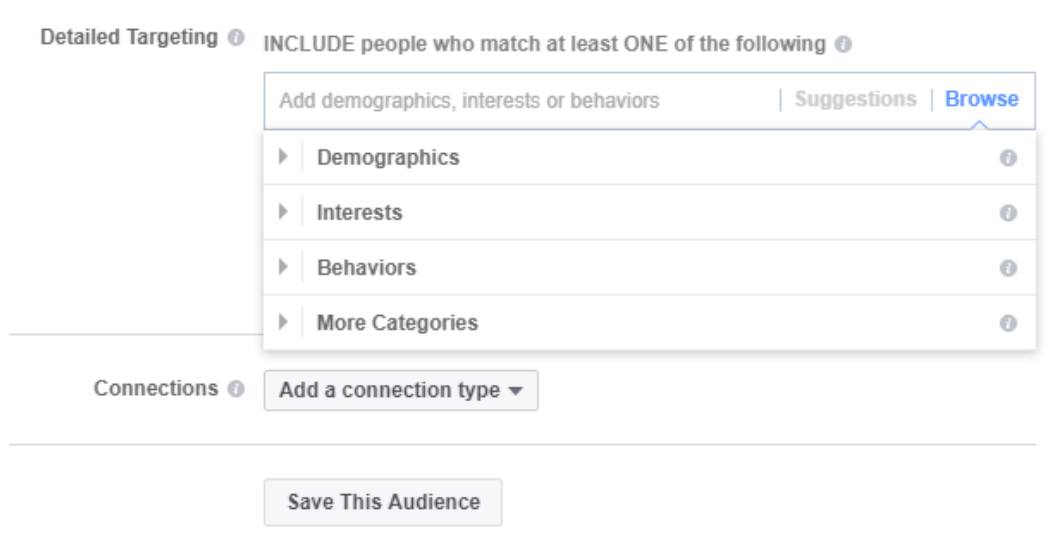 Detailed Targeting
INCLUDE people who match at least ONE of the following
Add demographics, interests or behaviors | Suggestions | Browse
Demographics
Interests
Behaviors
More Categories
Connections
Add a connection type
Save This Audience